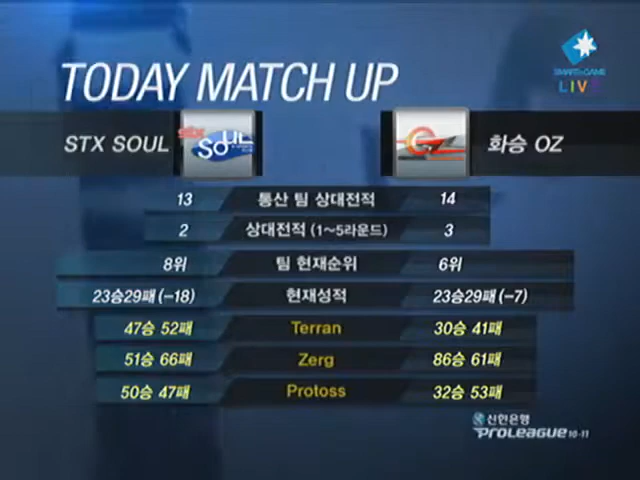 SMART e GAME
LIVE
TODAY MATCH UP
STX SOUL stx SouL 화승 OZ
13 통산 팀 상대전적 14
2 상대전적 (1~5라운드) 3
8위 팀 현재순위 6위
23승29패(-18) 현재성적 23승29패(-7)
47승 52패 Terran 30승 41패
51승 66패 Zerg 86승 61패
50승 47패 Protoss 32승 53패
신한은행
PROLEAGUE 10-11